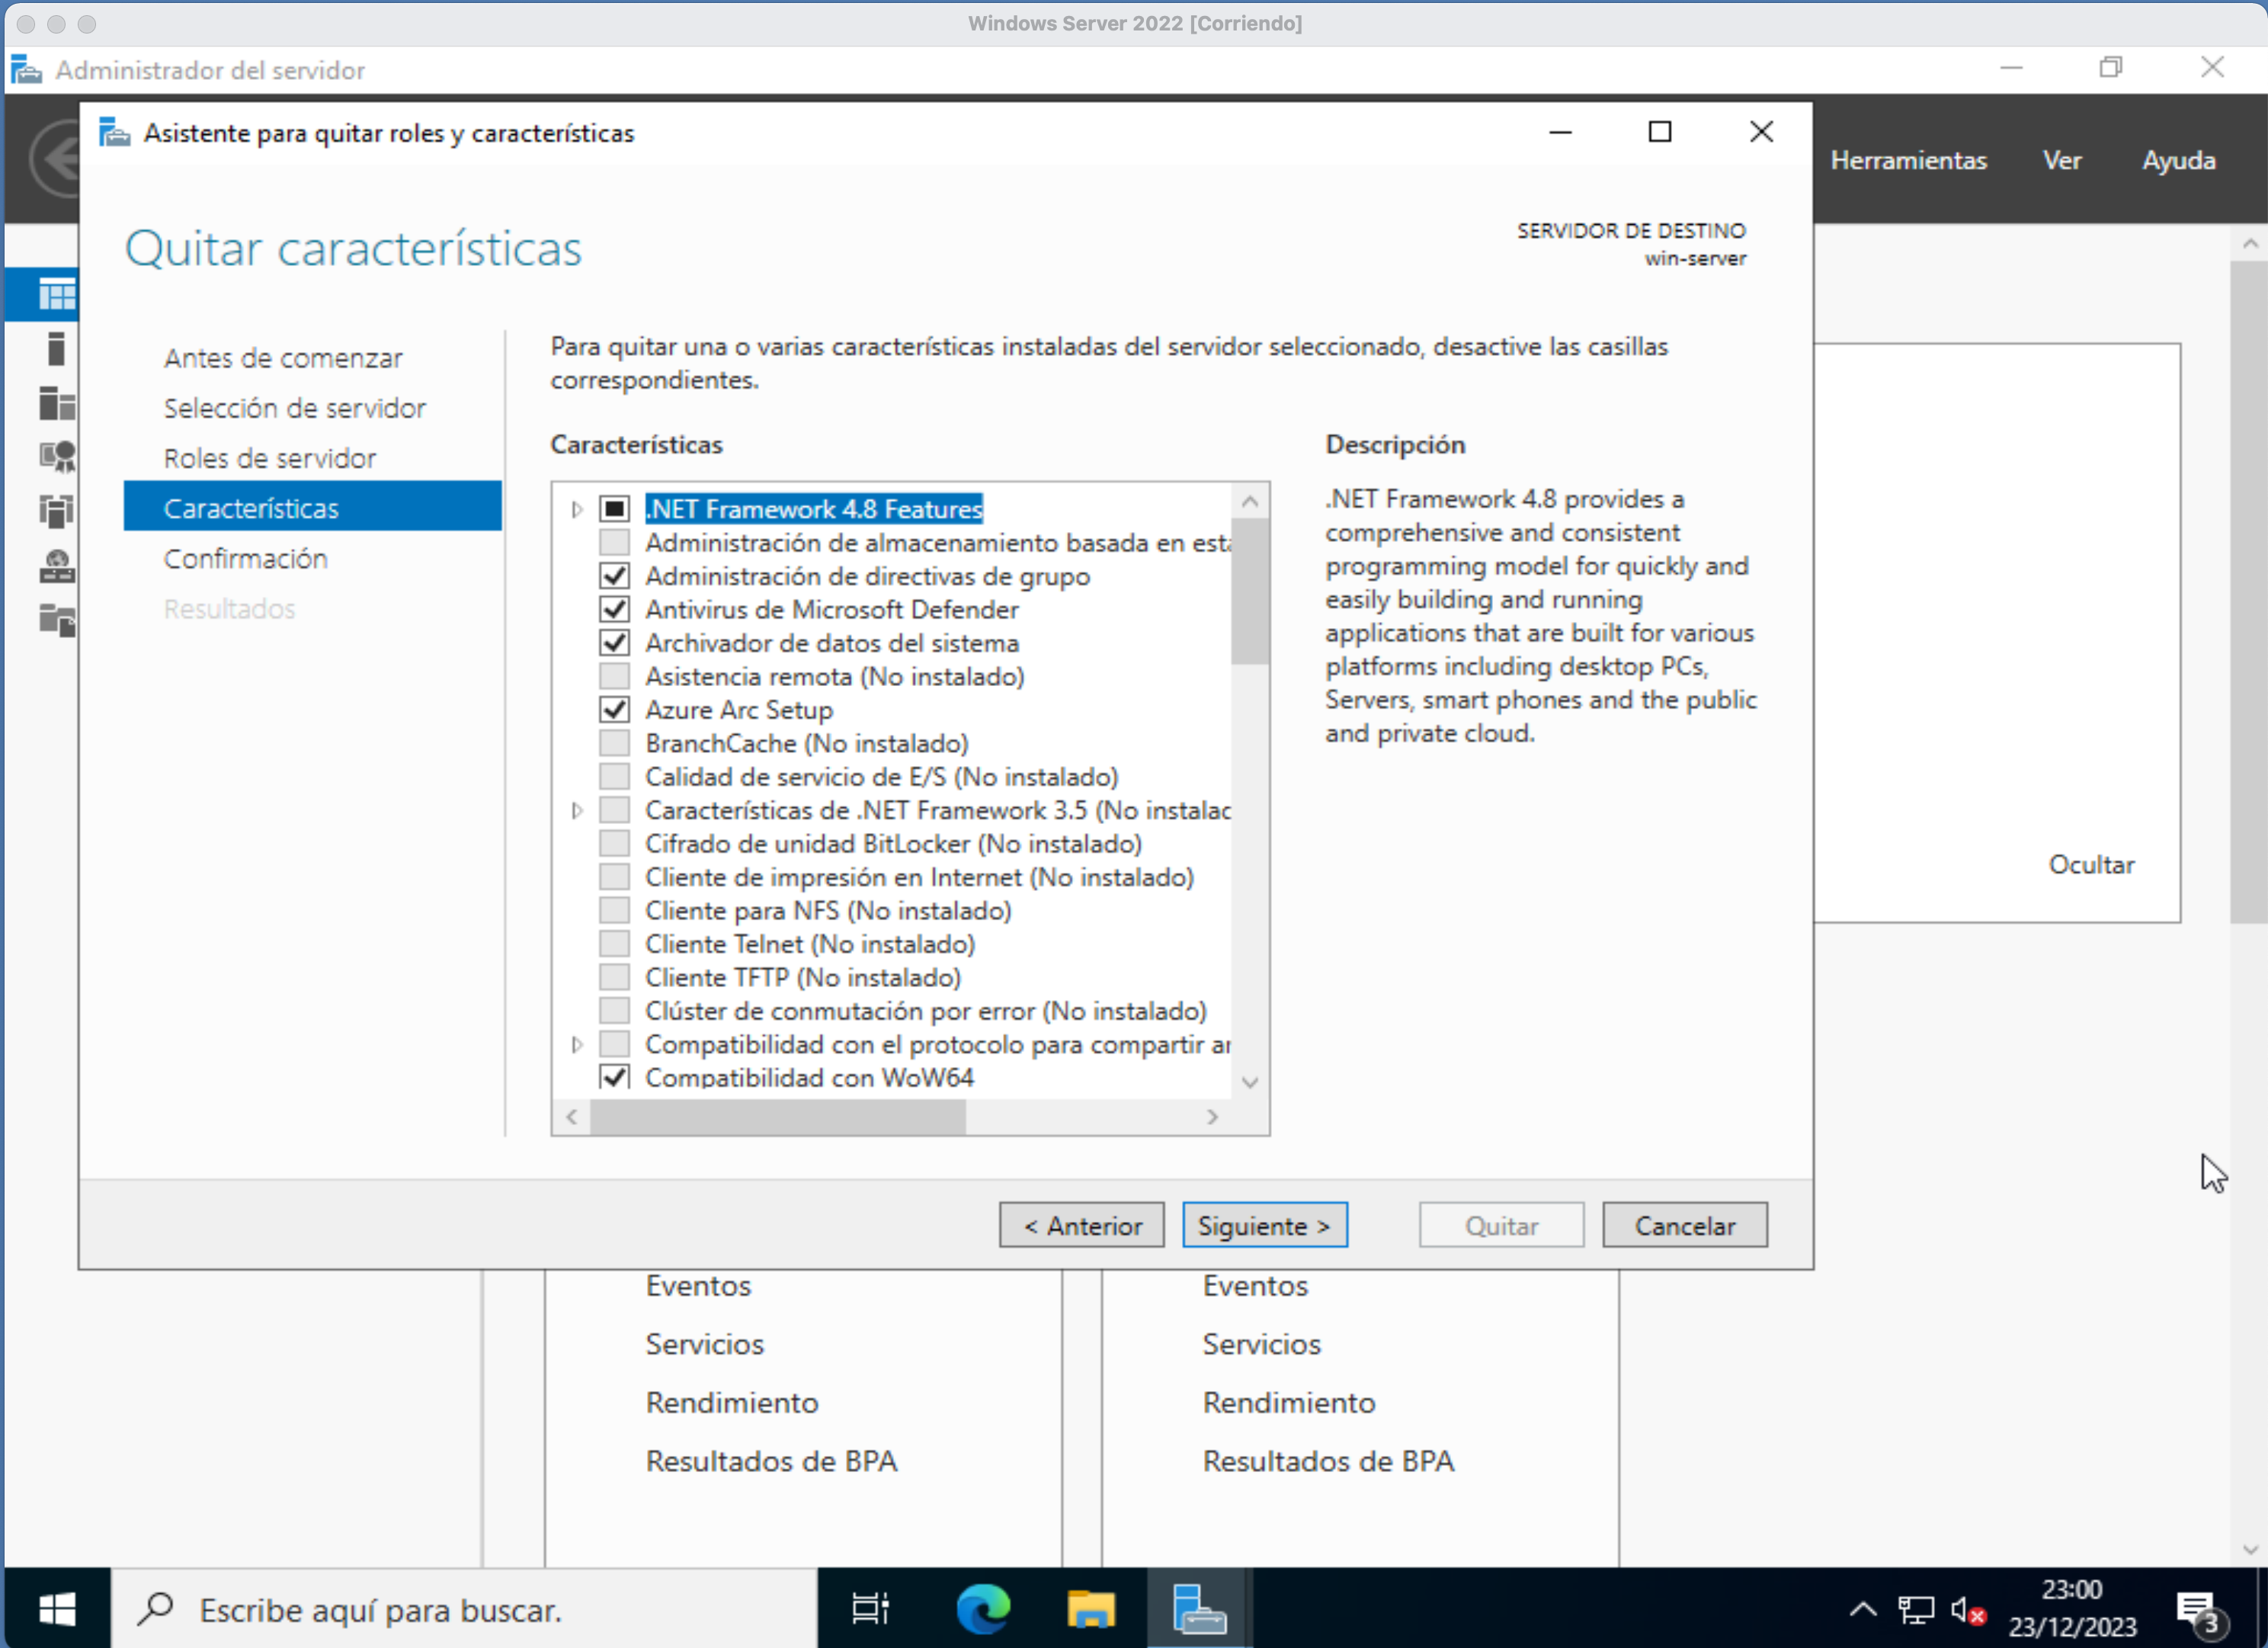 Windows Server 2022 [Corriendo]
Administrador del servidor
Asistente para quitar roles y características
Herramientas
Ver
Ayuda
Quitar características
SERVIDOR DE DESTINO
win-server
Antes de comenzar
Selección de servidor
Roles de servidor
Características
Confirmación
Resultados
Para quitar una o varias características instaladas del servidor seleccionado, desactive las casillas
correspondientes.
Características
.NET Framework 4.8 Features
Administración de almacenamiento basada en está
Administración de directivas de grupo
Antivirus de Microsoft Defender
Archivador de datos del sistema
Asistencia remota (No instalado)
Azure Arc Setup
BranchCache (No instalado)
Calidad de servicio de E/S (No instalado)
Características de .NET Framework 3.5 (No instalac
Cifrado de unidad BitLocker (No instalado)
Cliente de impresión en Internet (No instalado)
Cliente para NFS (No instalado)
Cliente Telnet (No instalado)
Cliente TFTP (No instalado)
Clúster de conmutación por error (No instalado)
Compatibilidad con el protocolo para compartir ar
Compatibilidad con WoW64
Descripción
.NET Framework 4.8 provides a
comprehensive and consistent
programming model for quickly and
easily building and running
applications that are built for various
platforms including desktop PCs,
Servers, smart phones and the public
and private cloud.
Ocultar
< Anterior
Siguiente >
Quitar
Cancelar
Eventos
Servicios
Rendimiento
Resultados de BPA
Eventos
Servicios
Rendimiento
Resultados de BPA
Escribe aquí para buscar.
23:00
23/12/2023
3